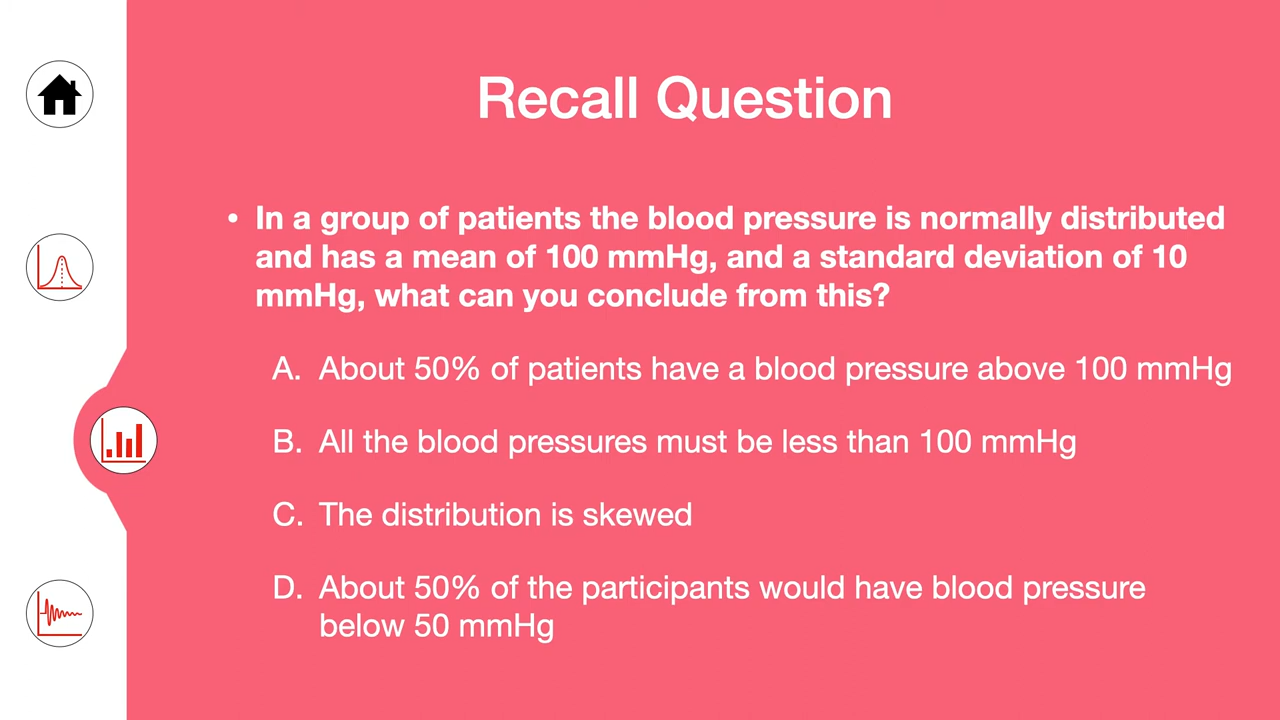 Recall Question
• In a group of patients the blood pressure is normally distributed
and has a mean of 100 mmHg, and a standard deviation of 10
mmHg, what can you conclude from this?
A. About 50% of patients have a blood pressure above 100 mmHg
B. All the blood pressures must be less than 100 mmHg
C. The distribution is skewed
D. About 50% of the participants would have blood pressure
below 50 mmHg